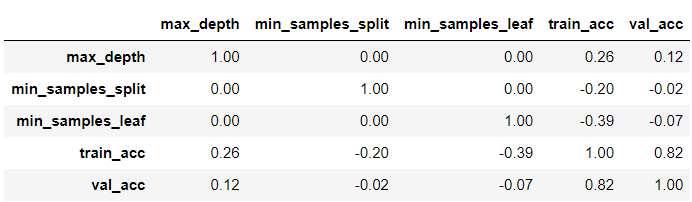 max_depth min_samples_split min_samples_leaf train_acc val_acc
max_depth 1.00 0.00 0.00 0.26 0.12
min_samples_split 0.00 1.00 0.00 -0.20 -0.02
min_samples_leaf 0.00 0.00 1.00 -0.39 -0.07
train_acc 0.26 -0.20 -0.39 1.00 0.82
val_acc 0.12 -0.02 -0.07 0.82 1.00